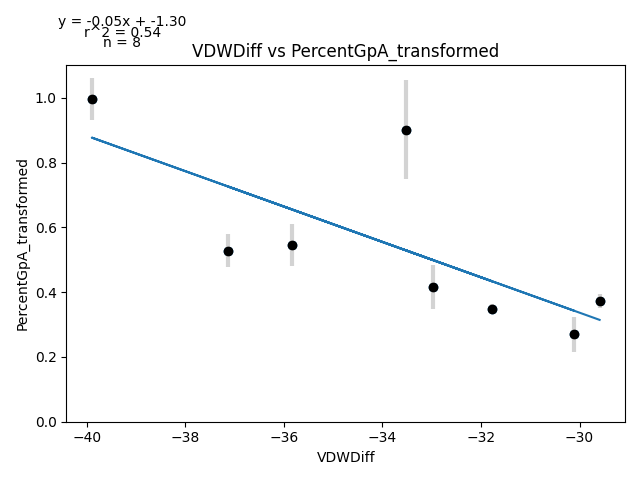 y = -0.05x + -1.30
r^2 = 0.54
n = 8
VDWDiff vs PercentGpA_transformed
PercentGpA_transformed
1.0
0.8
0.6
0.4
0.2
0.0
−40
−38
−36
−34
−32
−30
VDWDiff